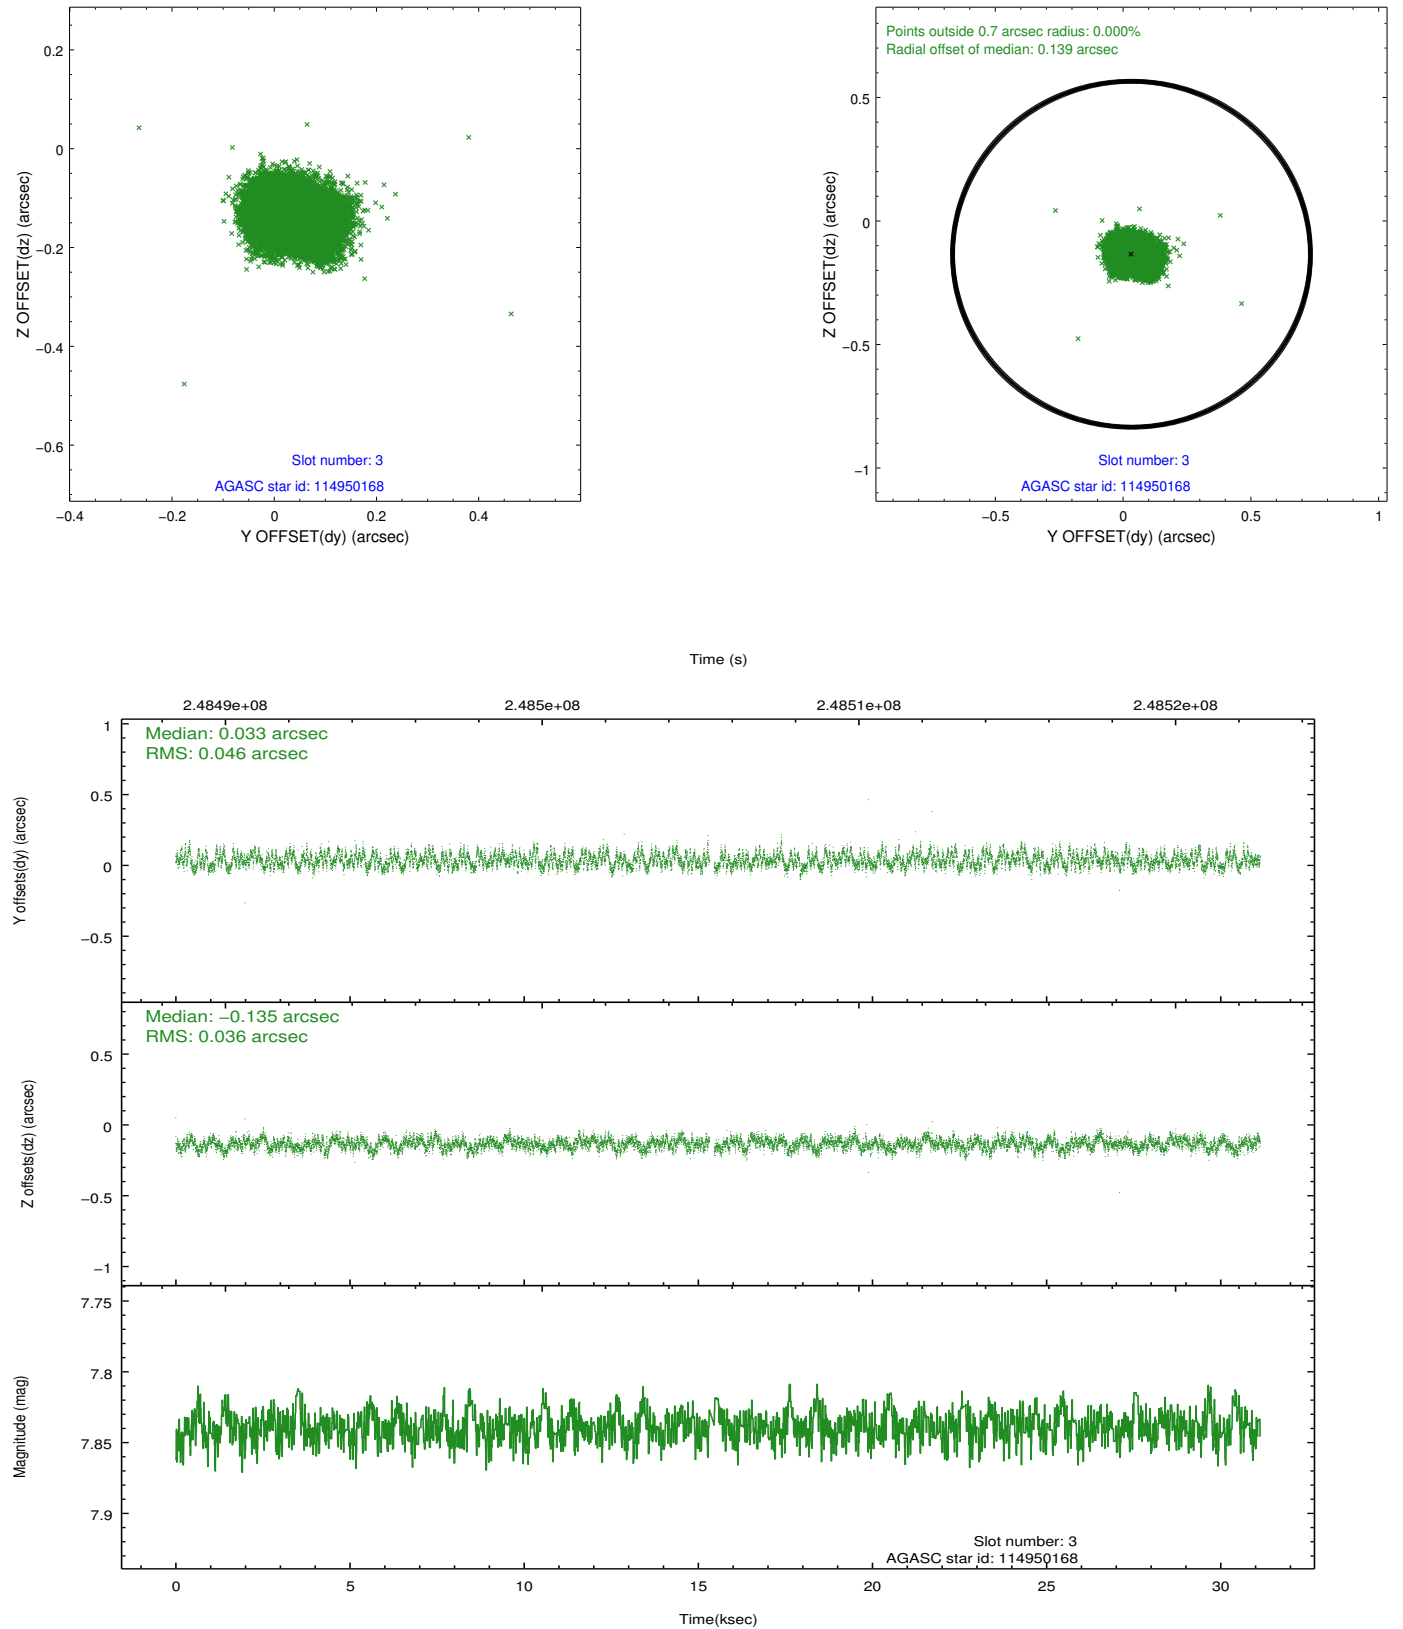 0.2
0
−0.2
−0.4
−0.6
Z OFFSET(dz) (arcsec)
Slot number: 3
AGASC star id: 114950168
−0.4
−0.2
0
0.2
0.4
Y OFFSET(dy) (arcsec)
Points outside 0.7 arcsec radius: 0.000%
Radial offset of median: 0.139 arcsec
0.5
0
−0.5
−1
Z OFFSET(dz) (arcsec)
Slot number: 3
AGASC star id: 114950168
−0.5
0
0.5
1
Y OFFSET(dy) (arcsec)
Time (s)
2.4849e+08
2.485e+08
2.4851e+08
2.4852e+08
Median: 0.033 arcsec
RMS: 0.046 arcsec
1
0.5
0
−0.5
Y offsets(dy) (arcsec)
Median: −0.135 arcsec
RMS: 0.036 arcsec
0.5
0
−0.5
−1
Z offsets(dz) (arcsec)
7.75
7.8
7.85
7.9
Magnitude (mag)
Slot number: 3
AGASC star id: 114950168
0
5
10
15
20
25
30
Time(ksec)